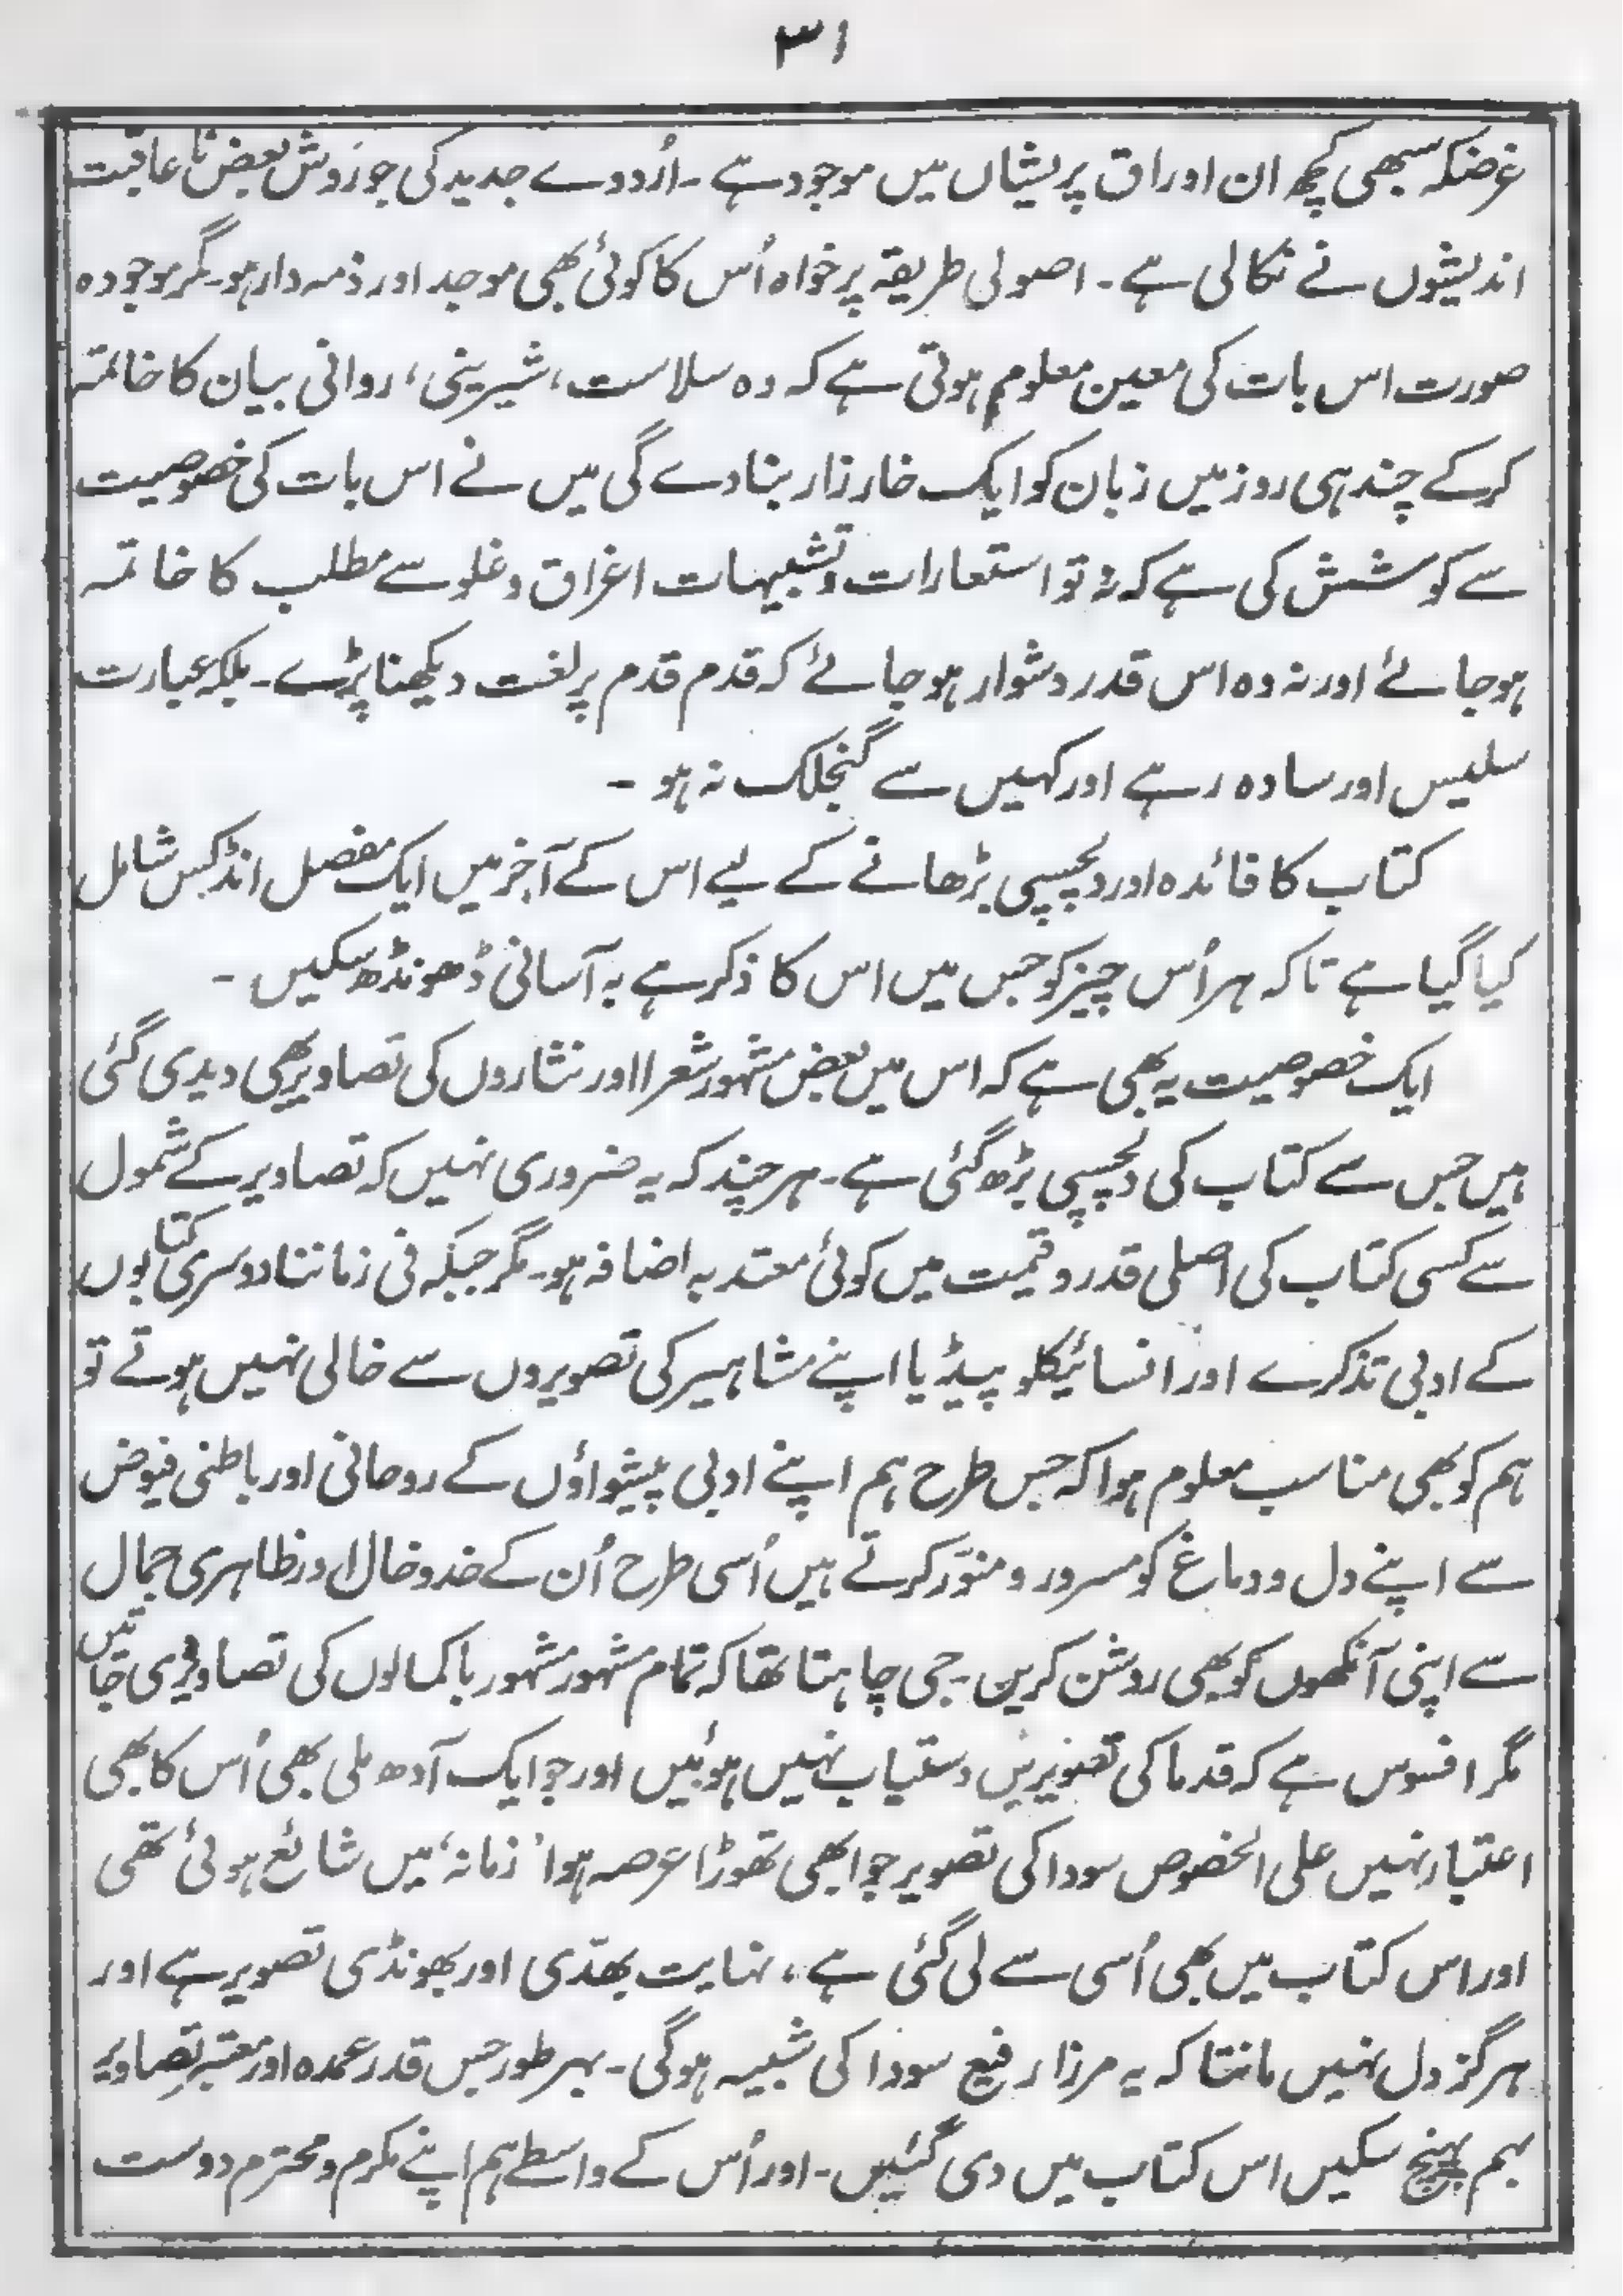 ۳۱
غرضکہ سبھی کچھ ان اوراق پریشاں میں موجود ہے ۔ اُردوے جدید کی جو رَوِش بعض نا عاقبت
اندیشوں نے نکالی ہے ۔ اصولی طریقہ پر خواہ اُس کا کوئی بھی موجد اور ذمہ دار ہو۔ مگر موجودہ
صورت اس بات کی معین معلوم ہوتی ہے کہ وہ سلاست، شیرینی، روانی بیان کا خاتمہ
کرکے چند ہی روز میں زبان کو ایک خارزار بنادے گی میں نے اس بات کی خصوصیت
سے کوشش کی ہے کہ نہ تو استعارات و تشبیہات اغراق و غلو سے مطلب کا خاتمہ
ہوجائے اور نہ وہ اس قدر دشوار ہوجائے کہ قدم قدم پر لغت دیکھنا پڑے۔ بلکہ عبارت
سلیس اور سادہ رہے اور کہیں سے گنجلک نہ ہو ۔
کتاب کا فائدہ اور دلچسپی بڑھانے کے لیے اس کے آخر میں ایک مفصل انڈکس شامل
کیا گیا ہے تاکہ ہر اُس چیز کو جس میں اس کا ذکر ہے بہ آسانی ڈھونڈھ سکیں ۔
ایک خصوصیت یہ بھی ہے کہ اس میں بعض مشہور شعرا اور نثاروں کی تصاویر بھی دیدی گئی
ہیں جس سے کتاب کی دلچسپی بڑھ گئی ہے۔ ہر چند کہ یہ ضروری نہیں کہ تصاویر کے شمول
سے کسی کتاب کی اصلی قدر و قیمت میں کوئی معتد بہ اضافہ ہو۔ مگر جبکہ فی زماننا دوسری کتابوں
کے ادبی تذکرے اور انسائیکلو پیڈیا اپنے مشاہیر کی تصویروں سے خالی نہیں ہوتے تو
ہم کو بھی مناسب معلوم ہوا کہ جس طرح ہم اپنے ادبی پیشواؤں کے روحانی اور باطنی فیوض
سے اپنے دل و دماغ کو مسرور و منوّر کرتے ہیں اُسی طرح اُن کے خد و خال اور ظاہری جمال
سے اپنی آنکھوں کو بھی روشن کریں ۔ جی چاہتا تھا کہ تمام مشہور مشہور باکمالوں کی تصاویر دی جاتیں
مگر افسوس ہے کہ قدما کی تصویریں دستیاب نہیں ہوئیں اور جو ایک آدھ ملی بھی اُس کا بھی
اعتبار نہیں علی الخصوص سودا کی تصویر جو ابھی تھوڑا عرصہ ہوا ’زمانہ‘ میں شائع ہوئی تھی
اور اس کتاب میں بھی اُسی سے لی گئی ہے، نہایت بھدّی اور بھونڈی تصویر ہے اور
ہرگز دل نہیں مانتا کہ یہ مرزا رفیع سودا کی شبیہ ہوگی۔ بہر طور جس قدر عمدہ اور معتبر تصاویر
بہم پہنچ سکیں اس کتاب میں دی گئیں۔ اور اُس کے واسطے ہم اپنے مکرم و محترم دوست